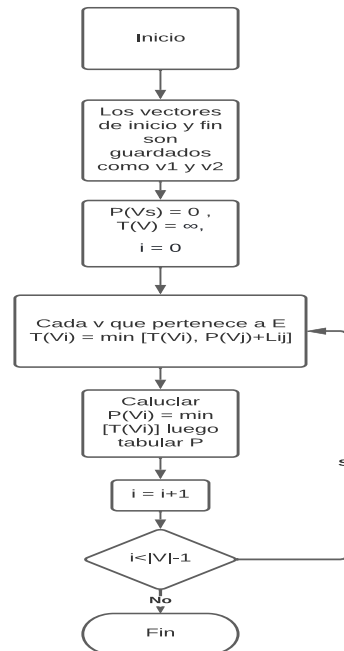 Inicio
Los vectores
de inicio y fin
son
guardados
como v1 y v2
P(Vs) = 0 ,
T(V) = ∞,
i = 0
Cada v que pertenece a E
T(Vi) = min [T(Vi), P(Vj)+Lij]
Caluclar
P(Vi) = min
[T(Vi)] luego
tabular P
i = i+1
i<|V|-1
No
Fin